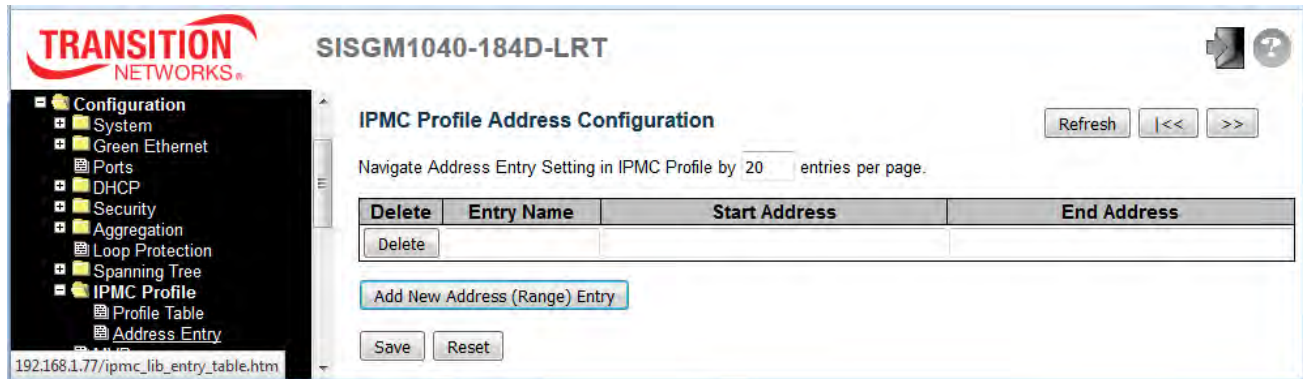 TRANSITION
NETWORKS®
SISGM1040-184D-LRT
?
Configuration
System
Green Ethernet
Ports
DHCP
Security
Aggregation
Loop Protection
Spanning Tree
IPMC Profile
Profile Table
Address Entry
192.168.1.77/ipmc_lib_entry_table.htm
IPMC Profile Address Configuration
Refresh |<< >>
Navigate Address Entry Setting in IPMC Profile by 20 entries per page.
Delete Entry Name Start Address End Address
Delete
Add New Address (Range) Entry
Save Reset